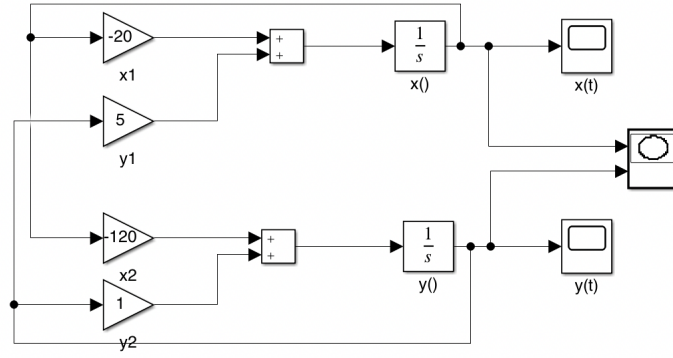 -20
+
+
1
s
x1
x()
x(t)
5
y1
-120
+
+
1
s
x2
y()
y(t)
1
y2